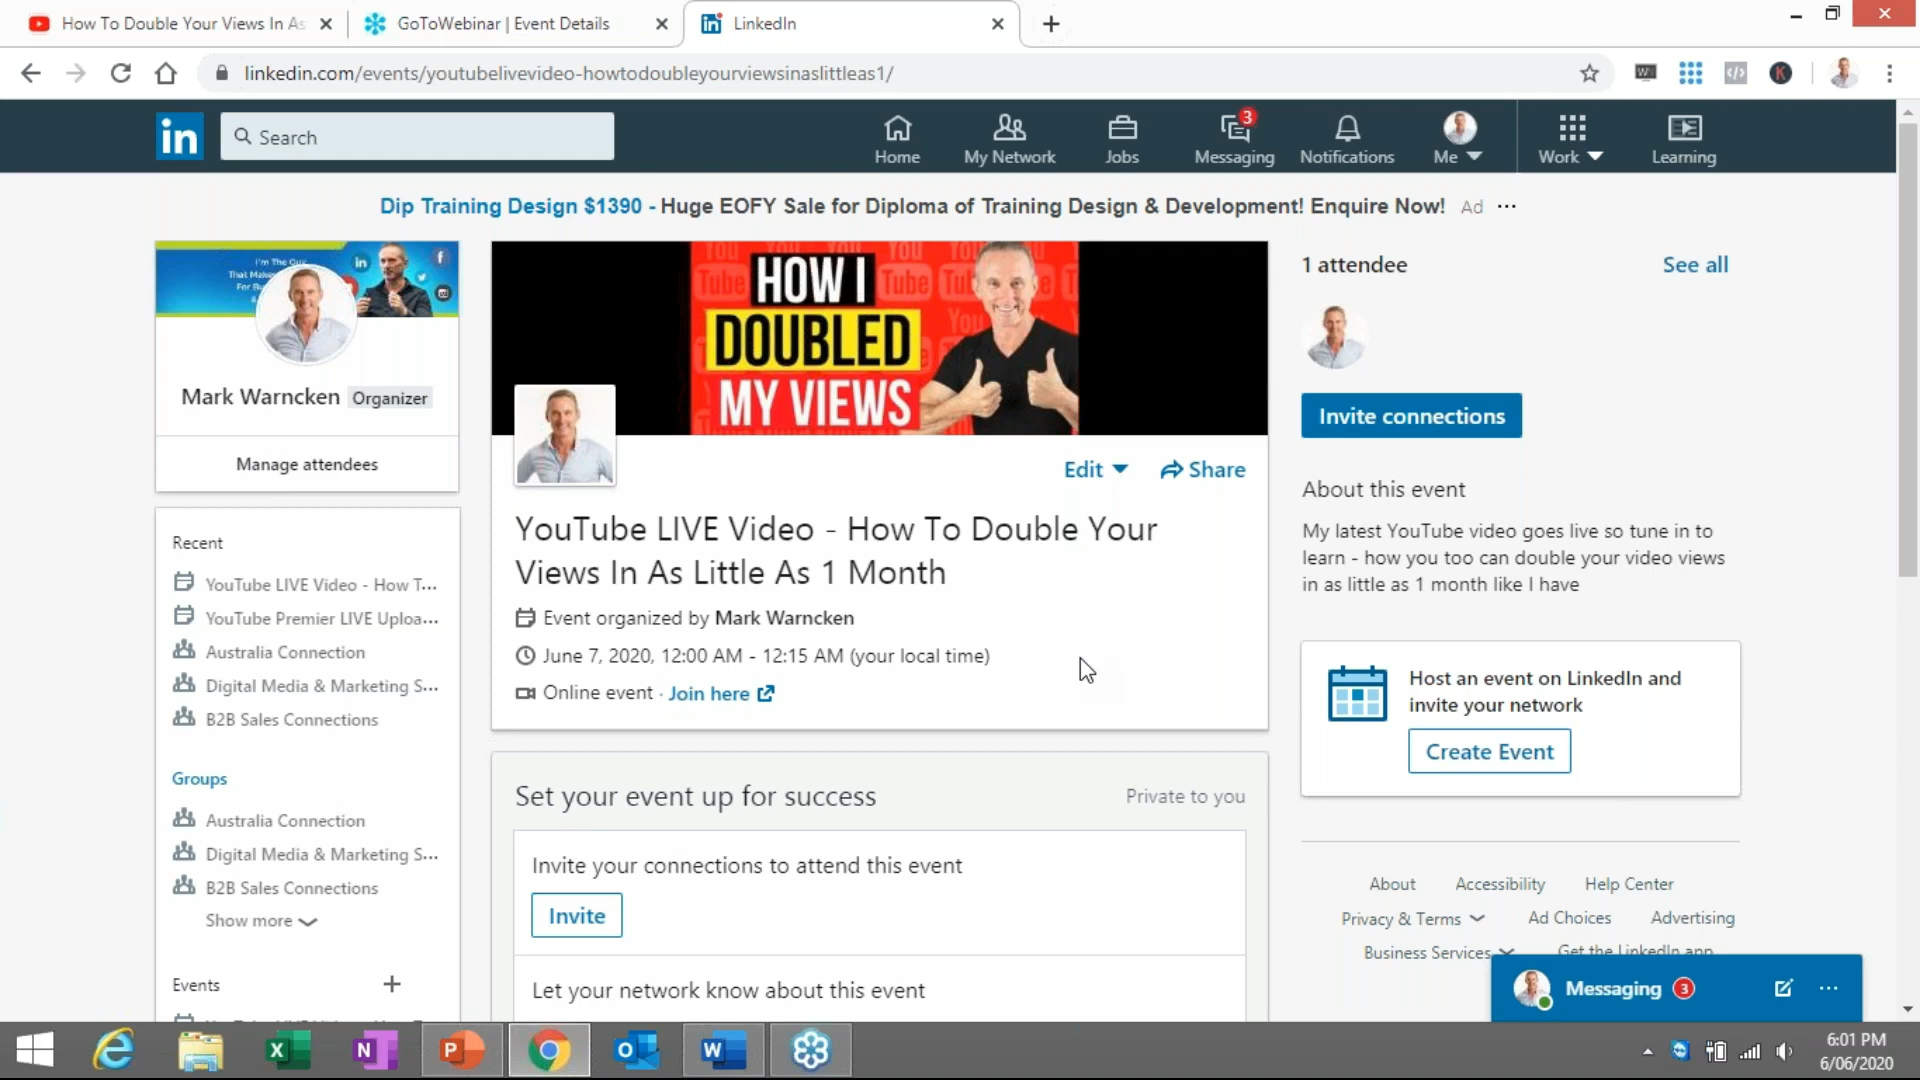 How To Double Your Views In As
GoToWebinar | Event Details
LinkedIn
linkedin.com/events/youtubelivevideo-howtodoubleyourviewsinaslittleas1/
in
Search
Home
My Network
Jobs
3
Messaging
Notifications
Me
Work
Learning
Dip Training Design $1390 - Huge EOFY Sale for Diploma of Training Design & Development! Enquire Now! Ad
I'm The Guy
Mark Warncken Organizer
Manage attendees
Recent
YouTube LIVE Video - How T...
YouTube Premier LIVE Uploa...
Australia Connection
Digital Media & Marketing S...
B2B Sales Connections
Groups
Australia Connection
Digital Media & Marketing S...
B2B Sales Connections
Show more
Events
HOW I
DOUBLED
MY VIEWS
Edit
Share
YouTube LIVE Video - How To Double Your
Views In As Little As 1 Month
Event organized by Mark Warncken
June 7, 2020, 12:00 AM - 12:15 AM (your local time)
Online event · Join here
Set your event up for success
Private to you
Invite your connections to attend this event
Invite
Let your network know about this event
1 attendee
See all
Invite connections
About this event
My latest YouTube video goes live so tune in to
learn - how you too can double your video views
in as little as 1 month like I have
Host an event on LinkedIn and
invite your network
Create Event
About Accessibility Help Center
Privacy & Terms Ad Choices Advertising
Business Services Get the LinkedIn app
Messaging 3
6:01 PM
6/06/2020